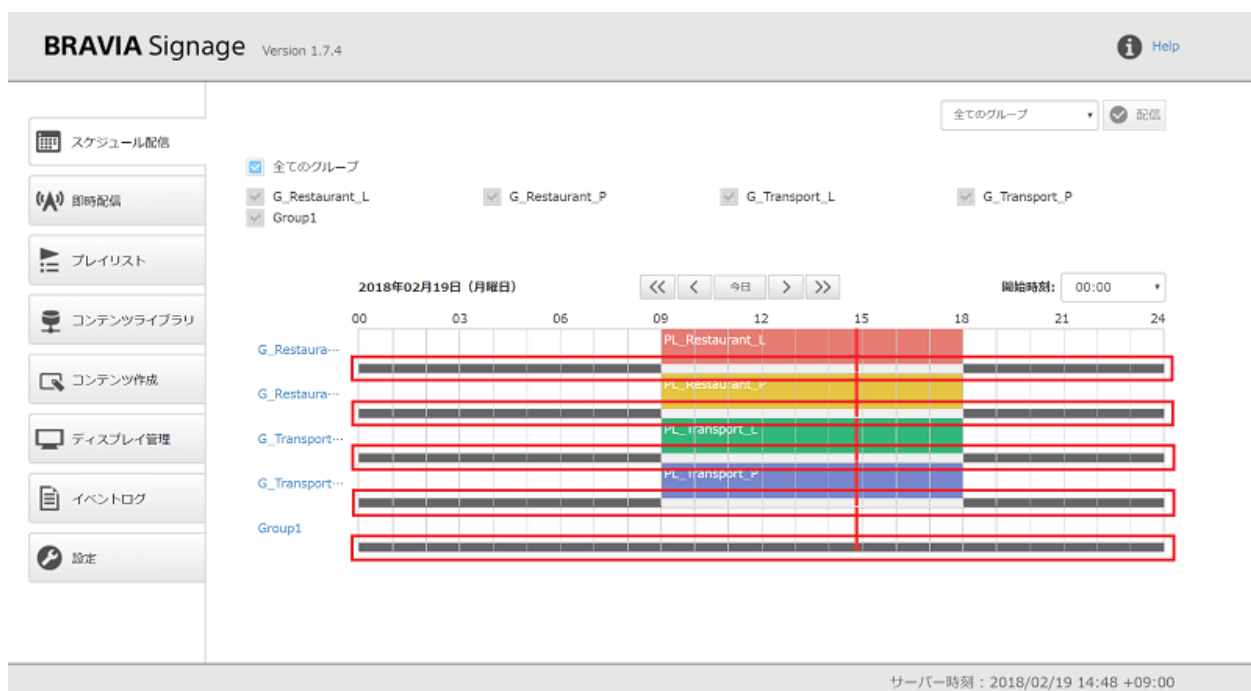 BRAVIA Signage Version 1.7.4
Help
スケジュール配信
即時配信
プレイリスト
コンテンツライブラリ
コンテンツ作成
ディスプレイ管理
イベントログ
設定
全てのグループ
配信
全てのグループ
G_Restaurant_L G_Restaurant_P G_Transport_L G_Transport_P
Group1
2018年02月19日（月曜日） << < 今日 > >> 開始時刻: 00:00
00 03 06 09 12 15 18 21 24
G_Restaura… PL_Restaurant_L
G_Restaura… PL_Restaurant_P
G_Transport… PL_Transport_L
G_Transport… PL_Transport_P
Group1
サーバー時刻：2018/02/19 14:48 +09:00